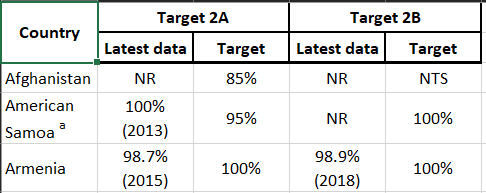 Country Target 2A Target 2B
Latest data Target Latest data Target
Afghanistan NR 85% NR NTS
American Samoa a 100% (2013) 95% NR 100%
Armenia 98.7% (2015) 100% 98.9% (2018) 100%